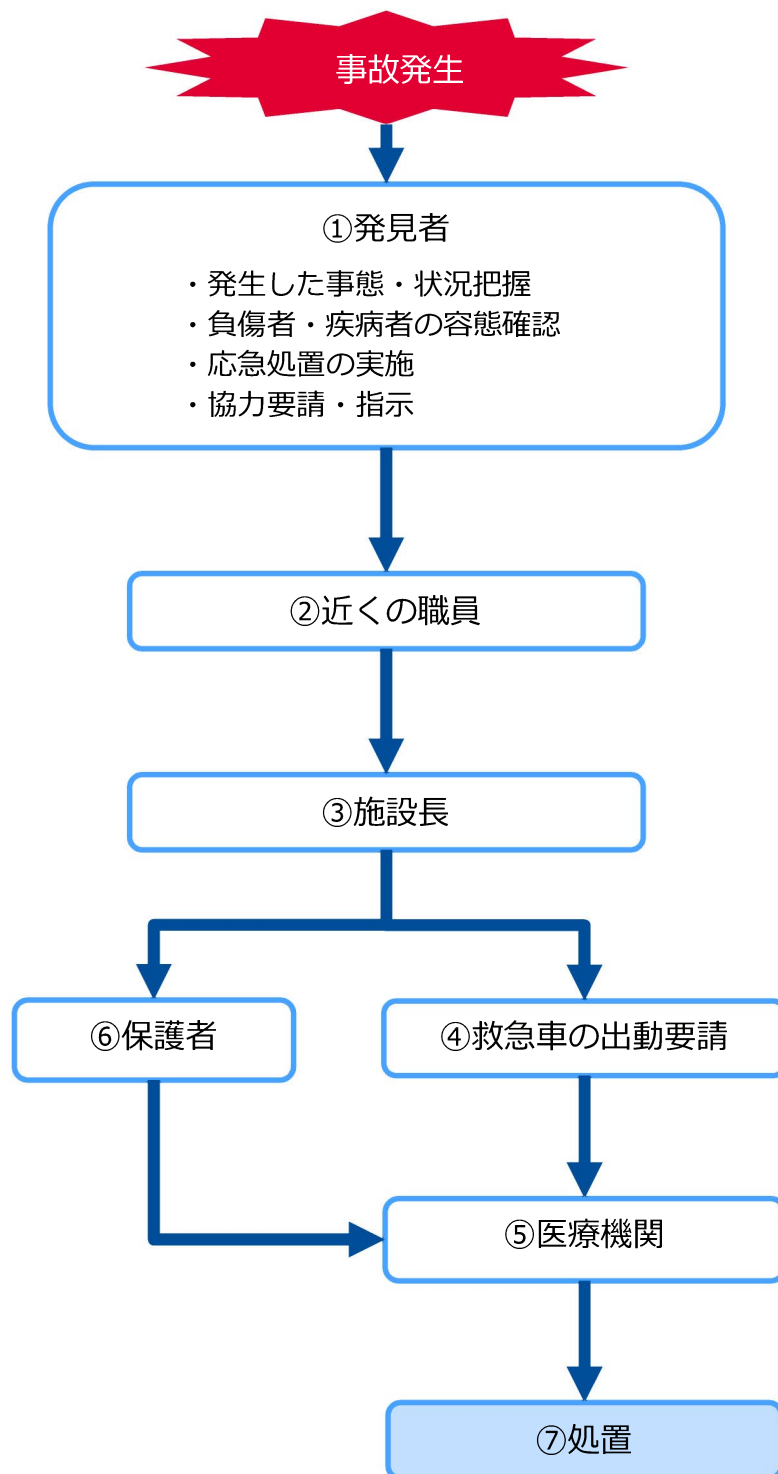 事故発生
①発見者
・発生した事態・状況把握
・負傷者・疾病者の容態確認
・応急処置の実施
・協力要請・指示
②近くの職員
③施設長
⑥保護者
④救急車の出動要請
⑤医療機関
⑦処置